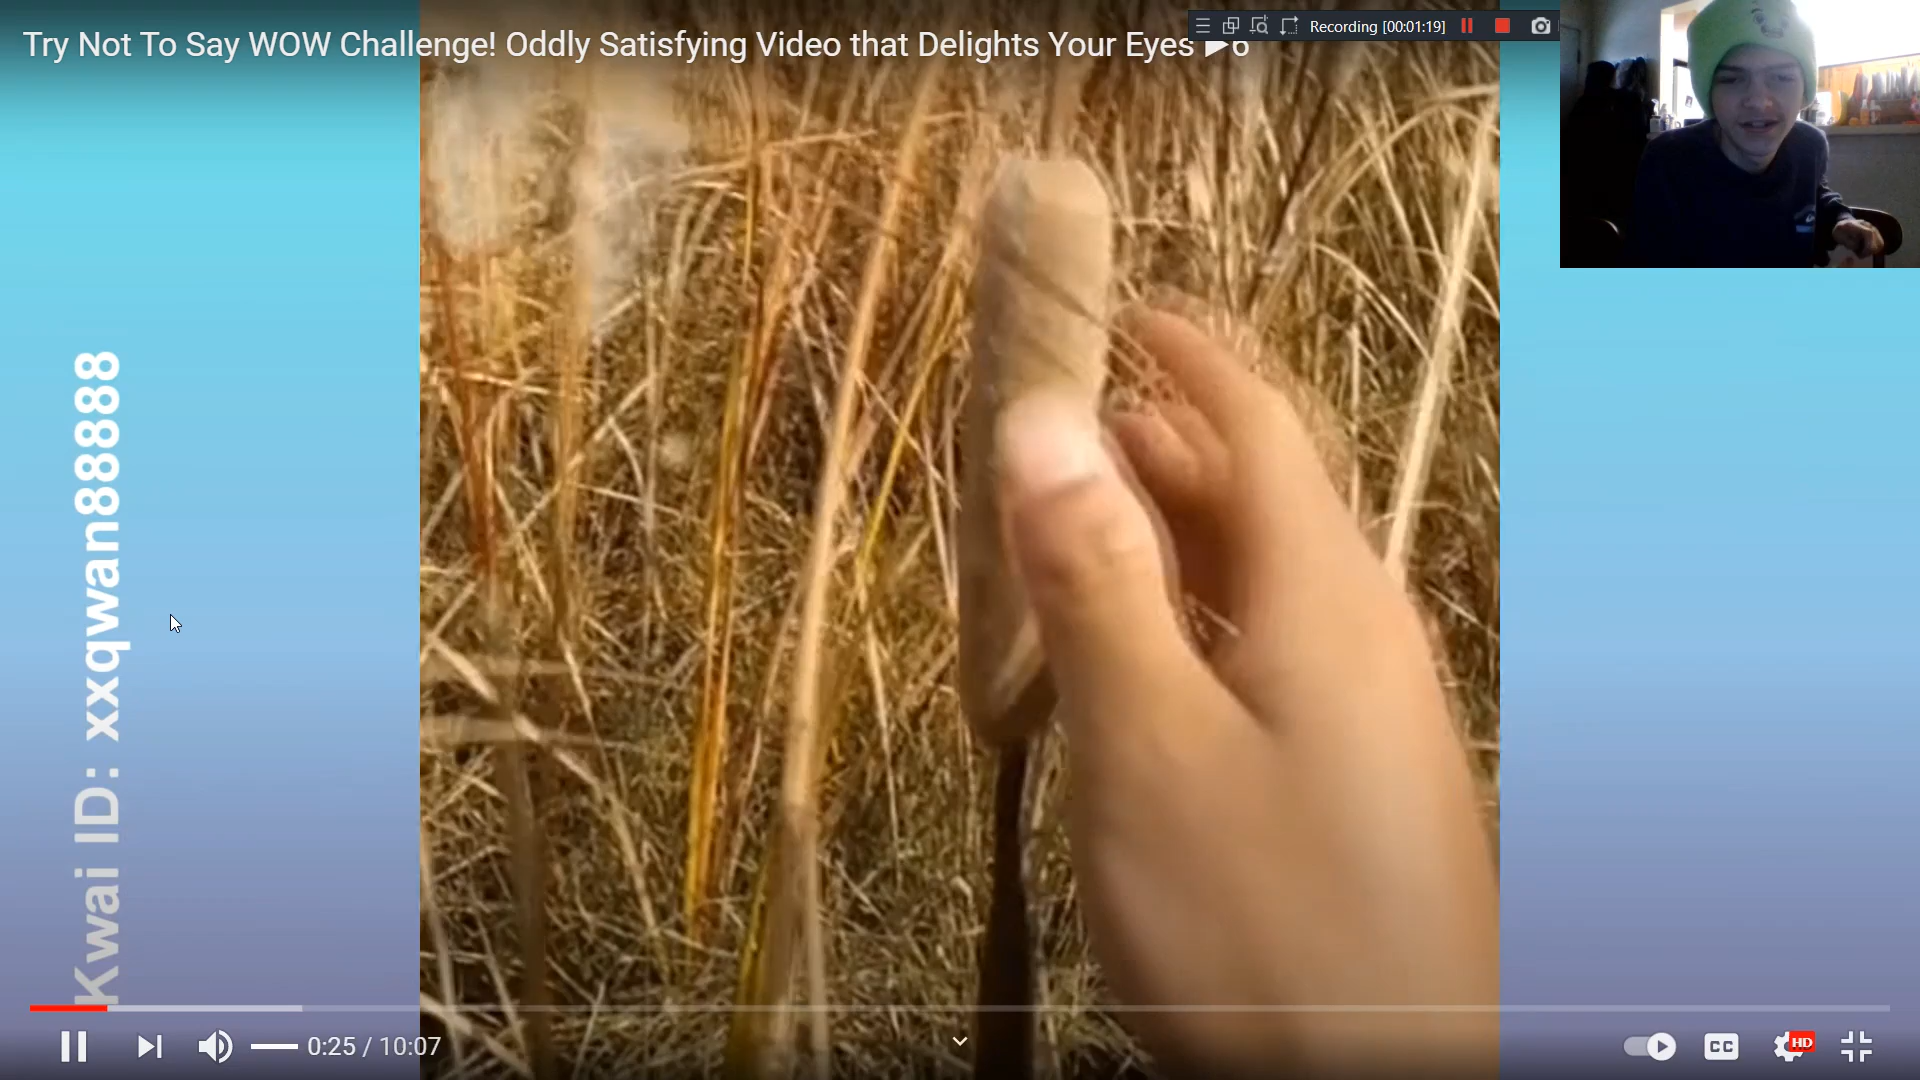 Try Not To Say WOW Challenge! Oddly Satisfying Video that Delights Your Eyes ▶6
Recording [00:01:19]
Kwai ID: xxqwan88888
0:25 / 10:07
CC
HD